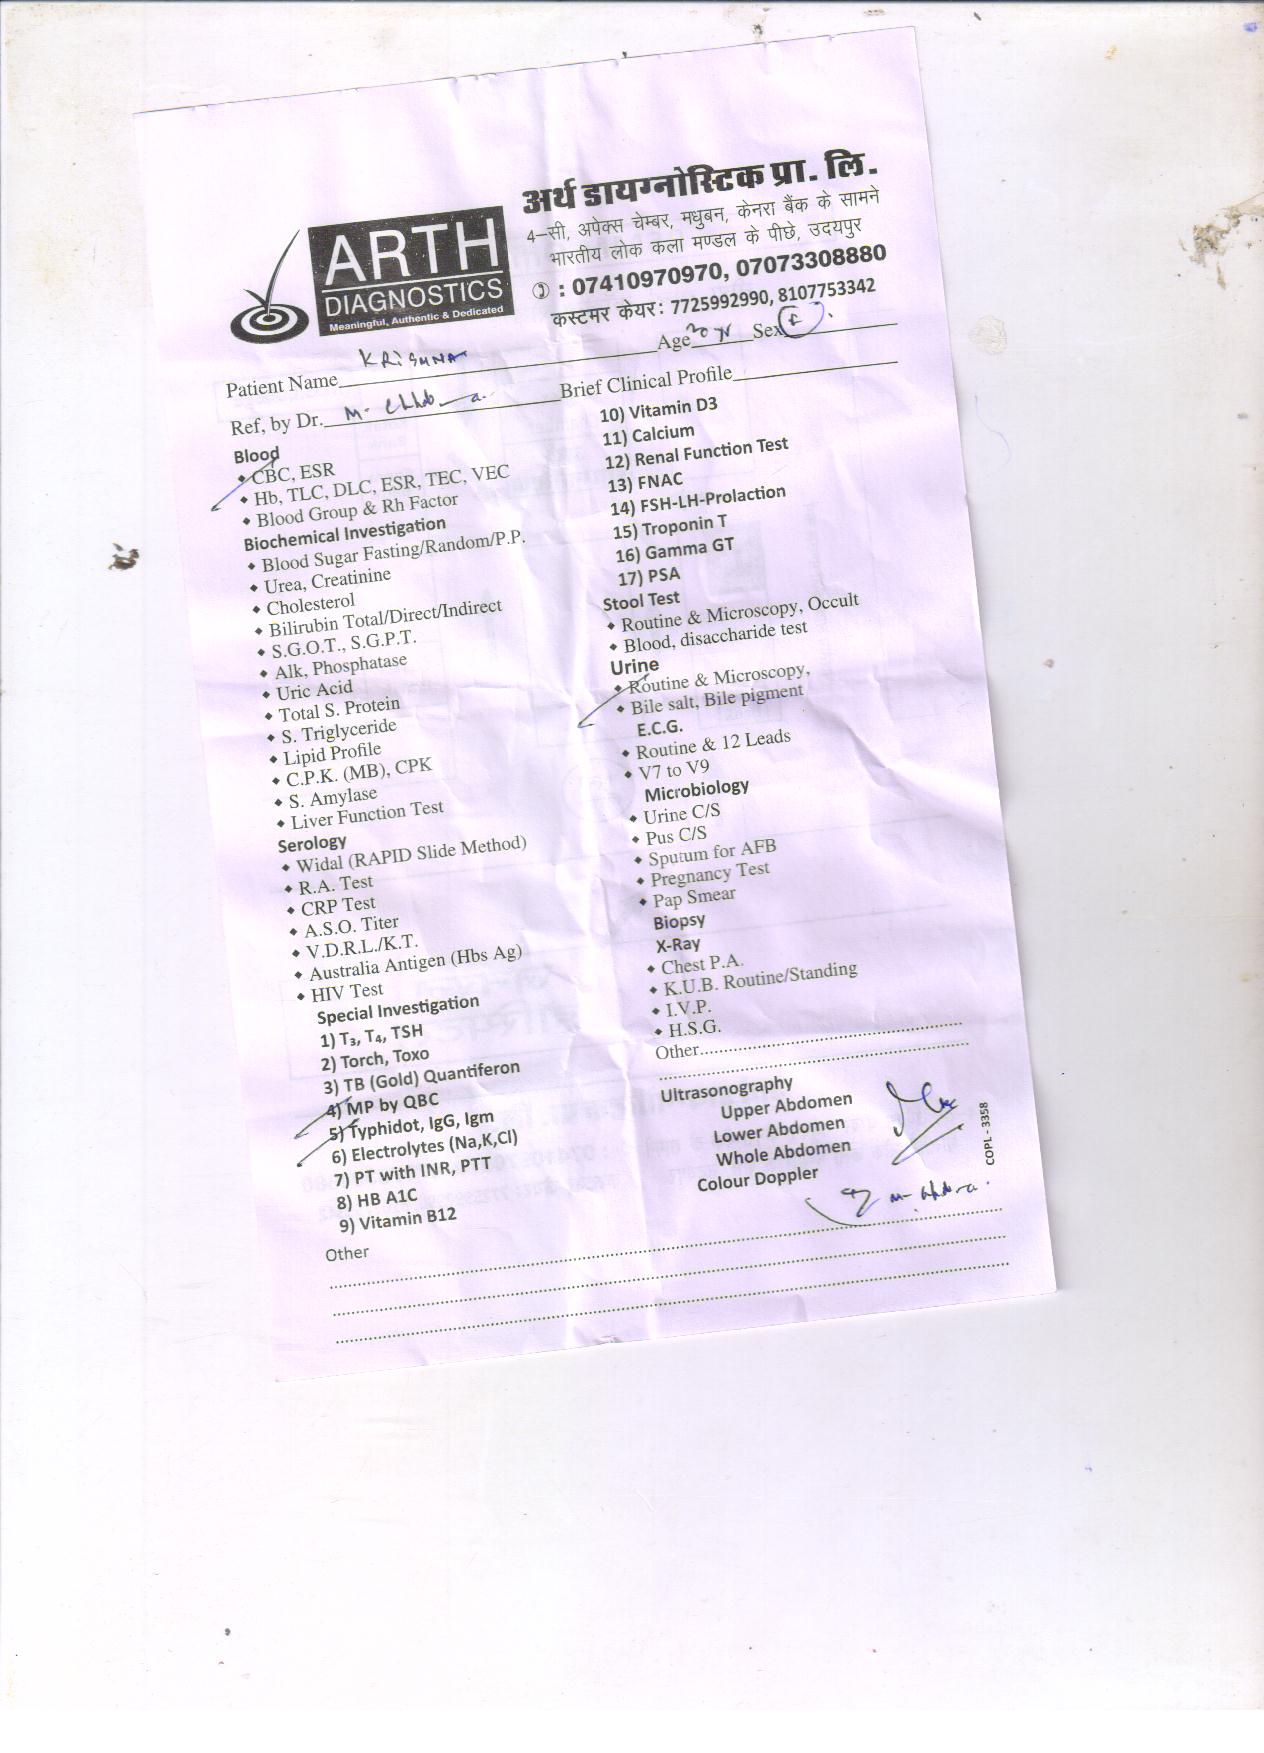 ARTH
DIAGNOSTICS
Meaningful, Authentic & Dedicated
अर्थ डायग्नोस्टिक प्रा. लि.
4-सी, अपेक्स चेम्बर, मधुबन, केनरा बैंक के सामने
भारतीय लोक कला मण्डल के पीछे, उदयपुर
: 07410970970, 07073308880
कस्टमर केयर: 7725992990, 8107753342
Patient Name KRISHNA Age Sex F
Ref, by Dr. M. Brief Clinical Profile
Blood
CBC, ESR
Hb, TLC, DLC, ESR, TEC, VEC
Blood Group & Rh Factor
Biochemical Investigation
Blood Sugar Fasting/Random/P.P.
Urea, Creatinine
Cholesterol
Bilirubin Total/Direct/Indirect
S.G.O.T., S.G.P.T.
Alk, Phosphatase
Uric Acid
Total S. Protein
S. Triglyceride
Lipid Profile
C.P.K. (MB), CPK
S. Amylase
Liver Function Test
Serology
Widal (RAPID Slide Method)
R.A. Test
CRP Test
A.S.O. Titer
V.D.R.L./K.T.
Australia Antigen (Hbs Ag)
HIV Test
Special Investigation
1) T₃, T₄, TSH
2) Torch, Toxo
3) TB (Gold) Quantiferon
4) MP by QBC
5) Typhidot, IgG, Igm
6) Electrolytes (Na,K,Cl)
7) PT with INR, PTT
8) HB A1C
9) Vitamin B12
Other
10) Vitamin D3
11) Calcium
12) Renal Function Test
13) FNAC
14) FSH-LH-Prolaction
15) Troponin T
16) Gamma GT
17) PSA
Stool Test
Routine & Microscopy, Occult
Blood, disaccharide test
Urine
Routine & Microscopy,
Bile salt, Bile pigment
E.C.G.
Routine & 12 Leads
V7 to V9
Microbiology
Urine C/S
Pus C/S
Sputum for AFB
Pregnancy Test
Pap Smear
Biopsy
X-Ray
Chest P.A.
K.U.B. Routine/Standing
I.V.P.
H.S.G.
Other
Ultrasonography
Upper Abdomen
Lower Abdomen
Whole Abdomen
Colour Doppler
COPL - 3358